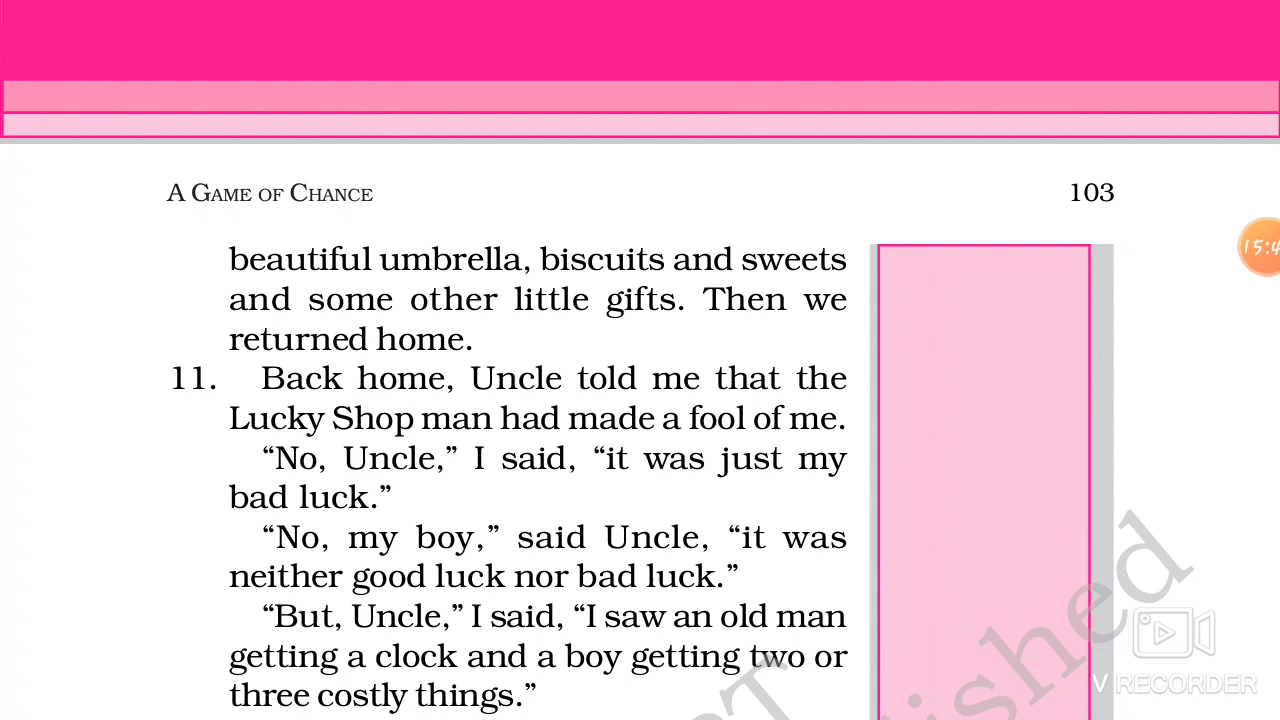 A GAME OF CHANCE 103
beautiful umbrella, biscuits and sweets
and some other little gifts. Then we
returned home.
11. Back home, Uncle told me that the
Lucky Shop man had made a fool of me.
“No, Uncle,” I said, “it was just my
bad luck.”
“No, my boy,” said Uncle, “it was
neither good luck nor bad luck.”
“But, Uncle,” I said, “I saw an old man
getting a clock and a boy getting two or
three costly things.”
15:4
V RECORDER